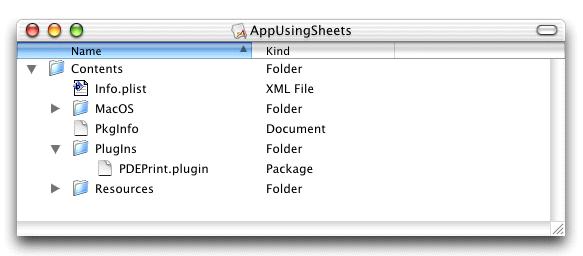 AppUsingSheets
Name Kind
Contents Folder
Info.plist XML File
MacOS Folder
PkgInfo Document
PlugIns Folder
PDEPrint.plugin Package
Resources Folder